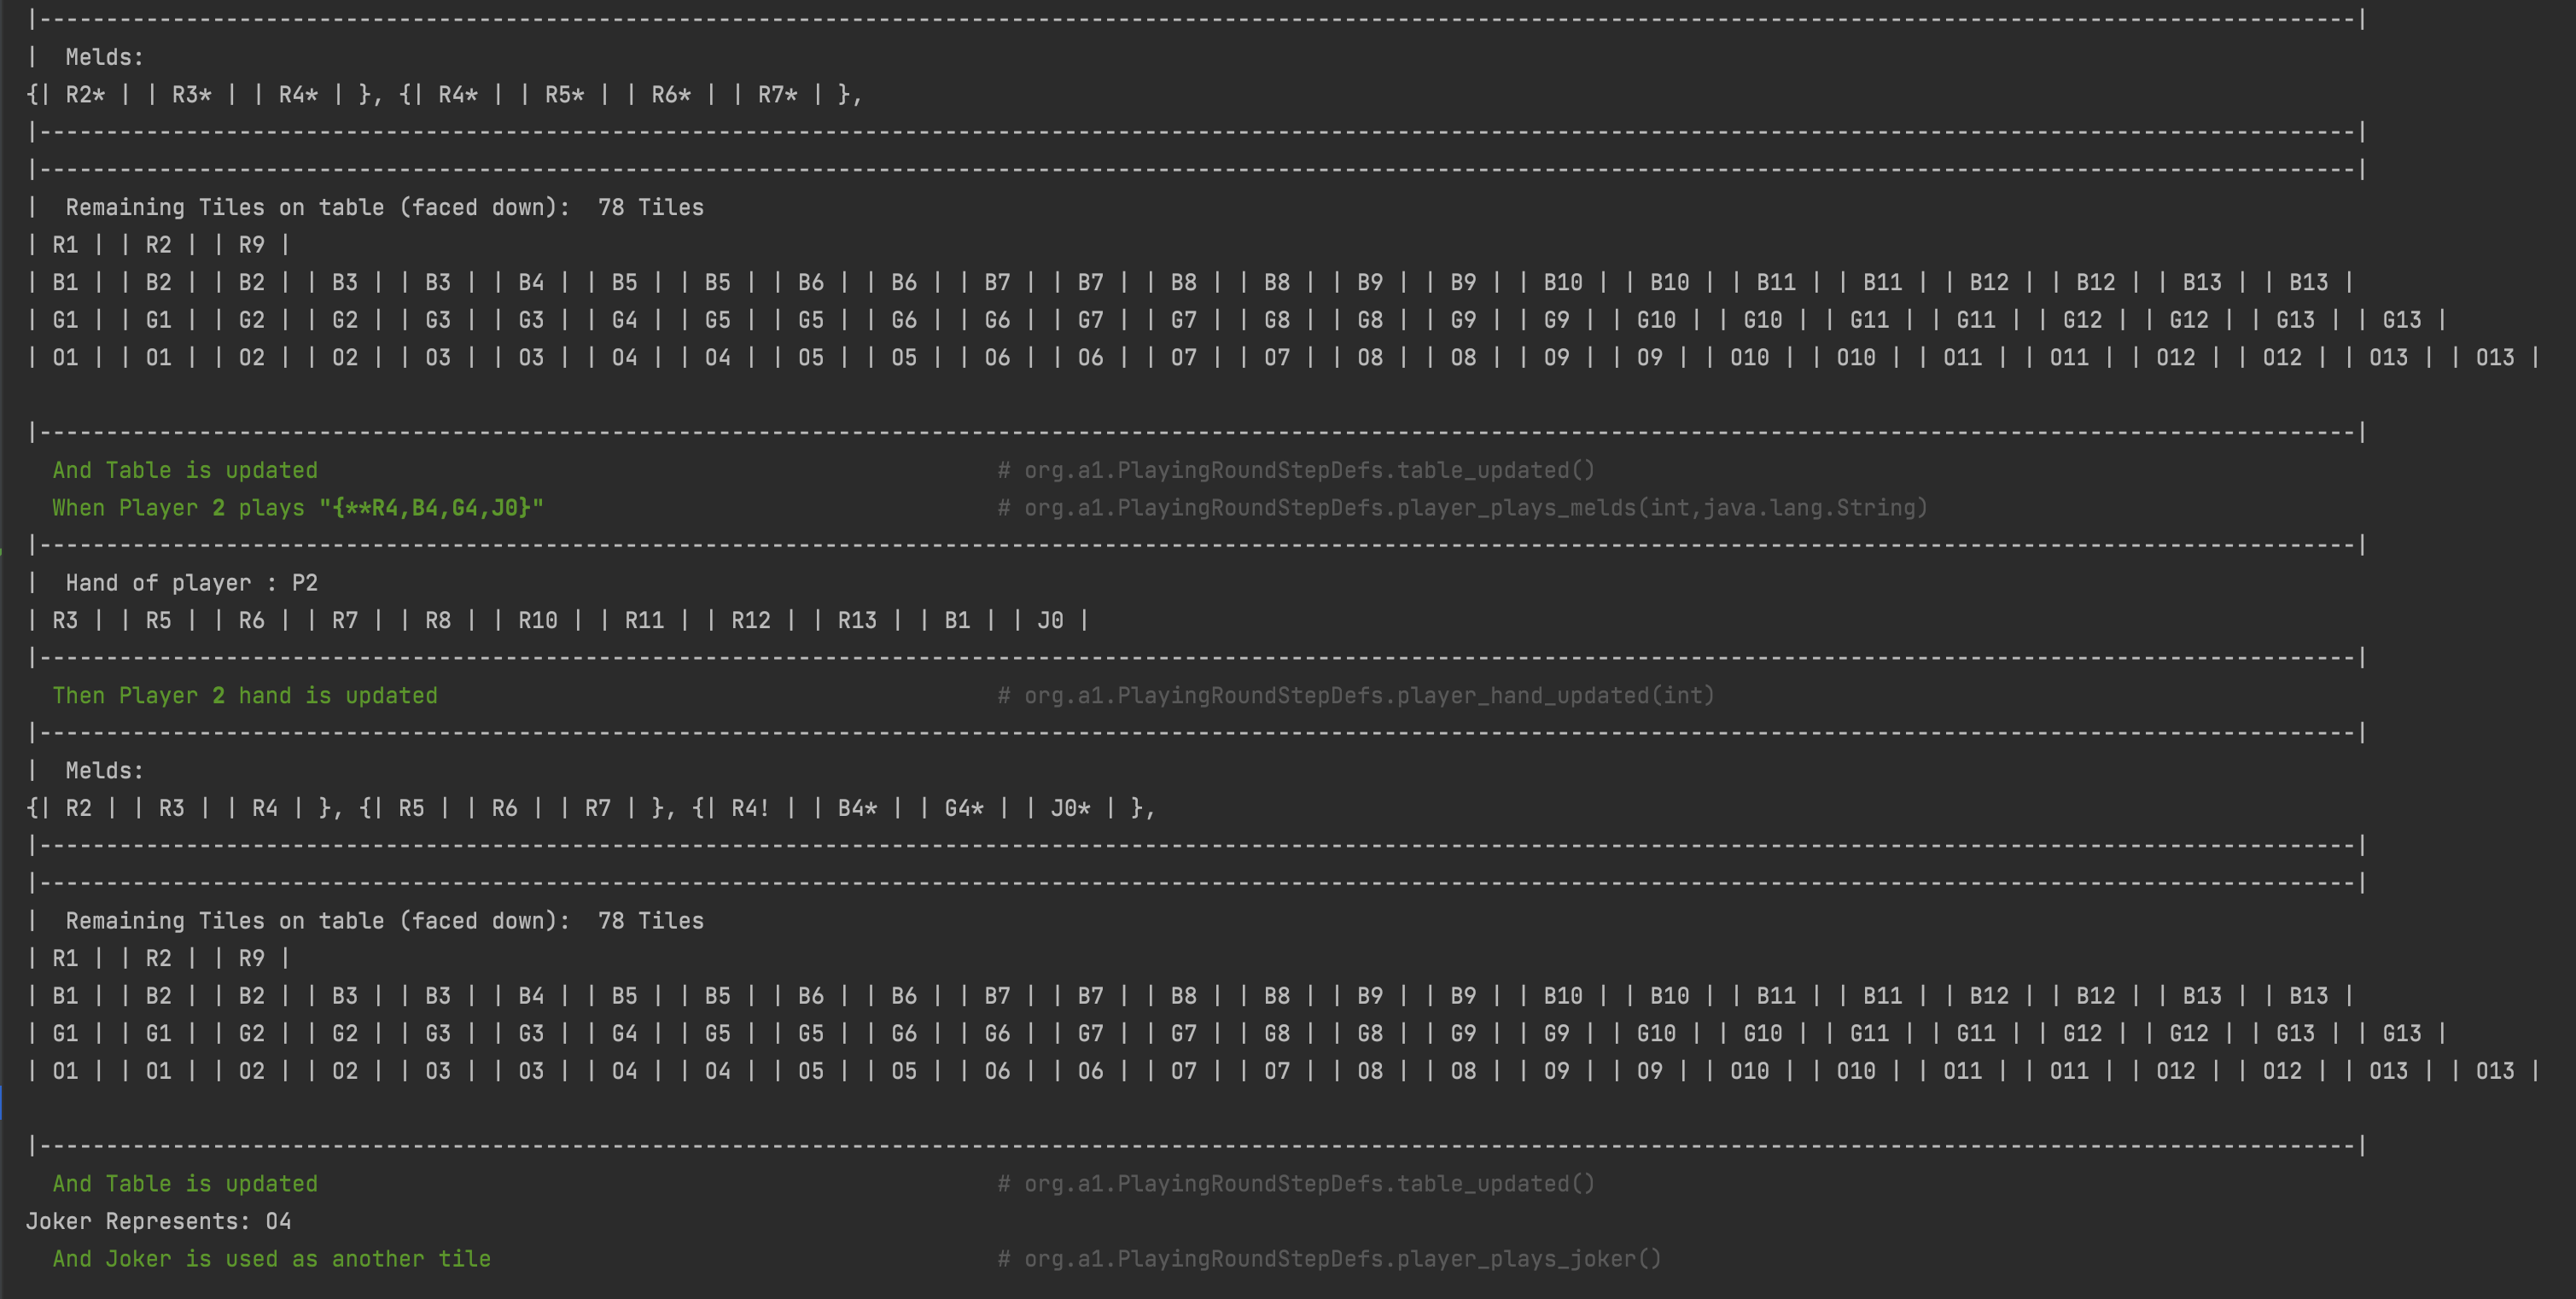 |------------------------------------------------------------------------------------------------------------------------------------------------------------------------------|
|  Melds:
{| R2* | | R3* | | R4* | }, {| R4* | | R5* | | R6* | | R7* | },
|------------------------------------------------------------------------------------------------------------------------------------------------------------------------------|
|------------------------------------------------------------------------------------------------------------------------------------------------------------------------------|
|  Remaining Tiles on table (faced down):  78 Tiles
| R1 | | R2 | | R9 |
| B1 | | B2 | | B2 | | B3 | | B3 | | B4 | | B5 | | B5 | | B6 | | B6 | | B7 | | B7 | | B8 | | B8 | | B9 | | B9 | | B10 | | B10 | | B11 | | B11 | | B12 | | B12 | | B13 | | B13 |
| G1 | | G1 | | G2 | | G2 | | G3 | | G3 | | G4 | | G5 | | G5 | | G6 | | G6 | | G7 | | G7 | | G8 | | G8 | | G9 | | G9 | | G10 | | G10 | | G11 | | G11 | | G12 | | G12 | | G13 | | G13 |
| O1 | | O1 | | O2 | | O2 | | O3 | | O3 | | O4 | | O4 | | O5 | | O5 | | O6 | | O6 | | O7 | | O7 | | O8 | | O8 | | O9 | | O9 | | O10 | | O10 | | O11 | | O11 | | O12 | | O12 | | O13 | | O13 |
|------------------------------------------------------------------------------------------------------------------------------------------------------------------------------|
And Table is updated # org.a1.PlayingRoundStepDefs.table_updated()
When Player 2 plays "{**R4,B4,G4,J0}" # org.a1.PlayingRoundStepDefs.player_plays_melds(int,java.lang.String)
|------------------------------------------------------------------------------------------------------------------------------------------------------------------------------|
|  Hand of player : P2
| R3 | | R5 | | R6 | | R7 | | R8 | | R10 | | R11 | | R12 | | R13 | | B1 | | J0 |
|------------------------------------------------------------------------------------------------------------------------------------------------------------------------------|
Then Player 2 hand is updated # org.a1.PlayingRoundStepDefs.player_hand_updated(int)
|------------------------------------------------------------------------------------------------------------------------------------------------------------------------------|
|  Melds:
{| R2 | | R3 | | R4 | }, {| R5 | | R6 | | R7 | }, {| R4! | | B4* | | G4* | | J0* | },
|------------------------------------------------------------------------------------------------------------------------------------------------------------------------------|
|------------------------------------------------------------------------------------------------------------------------------------------------------------------------------|
|  Remaining Tiles on table (faced down):  78 Tiles
| R1 | | R2 | | R9 |
| B1 | | B2 | | B2 | | B3 | | B3 | | B4 | | B5 | | B5 | | B6 | | B6 | | B7 | | B7 | | B8 | | B8 | | B9 | | B9 | | B10 | | B10 | | B11 | | B11 | | B12 | | B12 | | B13 | | B13 |
| G1 | | G1 | | G2 | | G2 | | G3 | | G3 | | G4 | | G5 | | G5 | | G6 | | G6 | | G7 | | G7 | | G8 | | G8 | | G9 | | G9 | | G10 | | G10 | | G11 | | G11 | | G12 | | G12 | | G13 | | G13 |
| O1 | | O1 | | O2 | | O2 | | O3 | | O3 | | O4 | | O4 | | O5 | | O5 | | O6 | | O6 | | O7 | | O7 | | O8 | | O8 | | O9 | | O9 | | O10 | | O10 | | O11 | | O11 | | O12 | | O12 | | O13 | | O13 |
|------------------------------------------------------------------------------------------------------------------------------------------------------------------------------|
And Table is updated # org.a1.PlayingRoundStepDefs.table_updated()
Joker Represents: O4
And Joker is used as another tile # org.a1.PlayingRoundStepDefs.player_plays_joker()